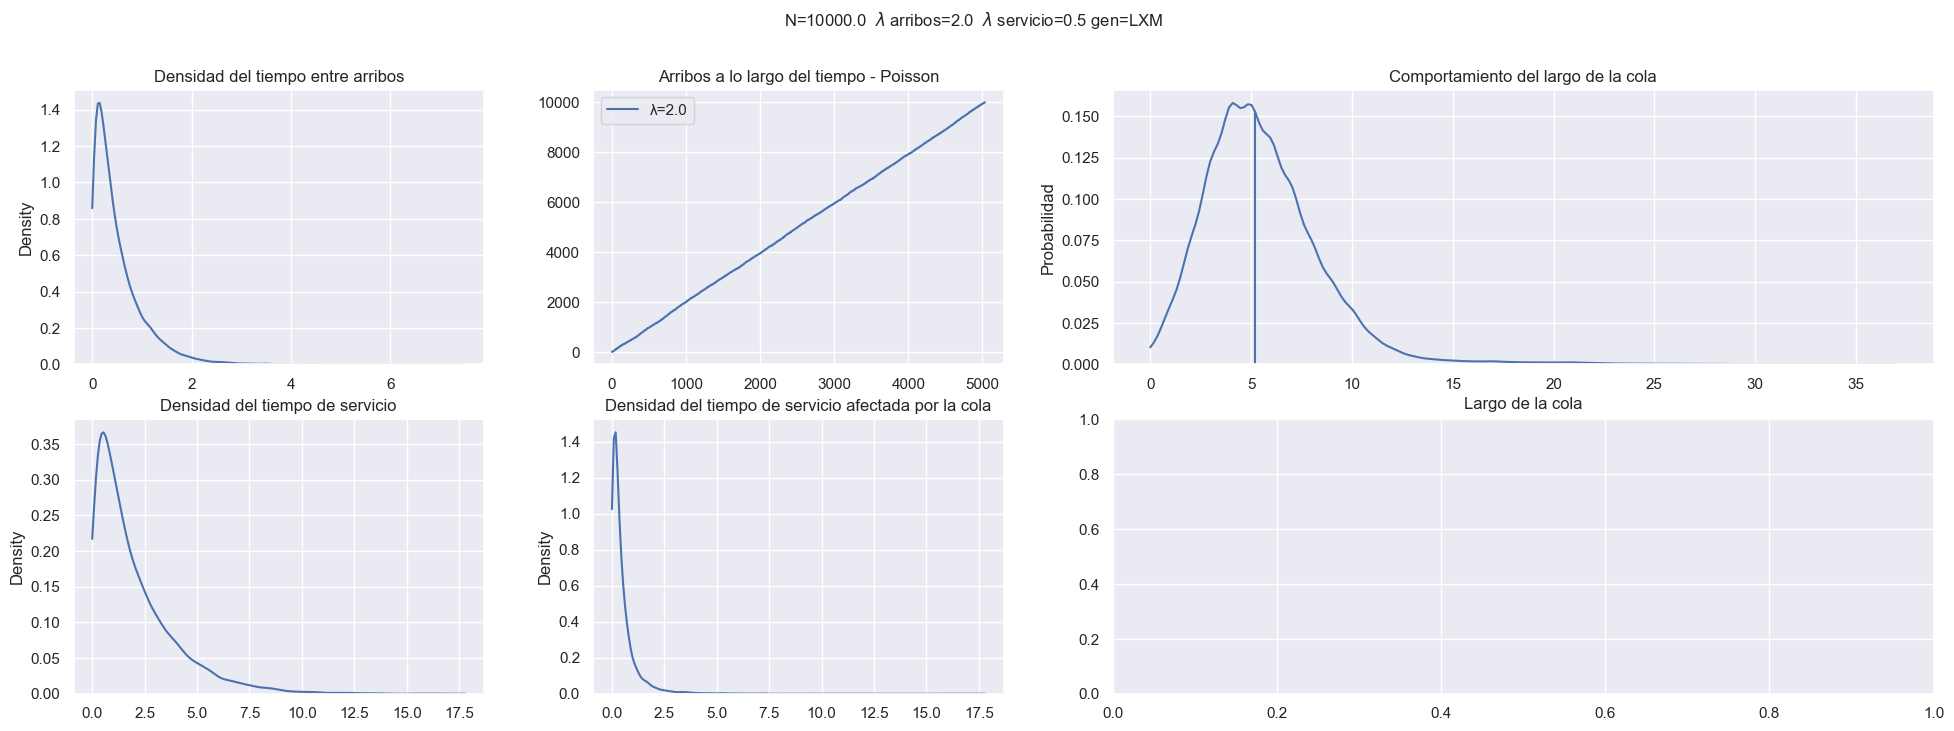 N=10000.0 λ arribos=2.0 λ servicio=0.5 gen=LXM
Densidad del tiempo entre arribos
Density
1.4
1.2
1.0
0.8
0.6
0.4
0.2
0.0
0 2 4 6
Arribos a lo largo del tiempo - Poisson
λ=2.0
10000
8000
6000
4000
2000
0
0 1000 2000 3000 4000 5000
Comportamiento del largo de la cola
Probabilidad
0.150
0.125
0.100
0.075
0.050
0.025
0.000
0 5 10 15 20 25 30 35
Largo de la cola
Densidad del tiempo de servicio
Density
0.35
0.30
0.25
0.20
0.15
0.10
0.05
0.00
0.0 2.5 5.0 7.5 10.0 12.5 15.0 17.5
Densidad del tiempo de servicio afectada por la cola
Density
1.4
1.2
1.0
0.8
0.6
0.4
0.2
0.0
0.0 2.5 5.0 7.5 10.0 12.5 15.0 17.5
1.0
0.8
0.6
0.4
0.2
0.0
0.0 0.2 0.4 0.6 0.8 1.0